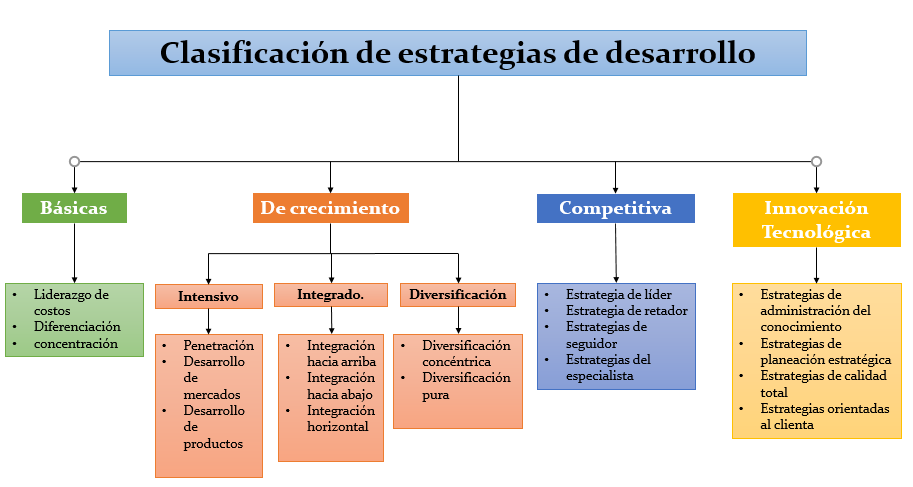 Clasificación de estrategias de desarrollo
Básicas
De crecimiento
Competitiva
Innovación
Tecnológica
• Liderazgo de
costos
• Diferenciación
• concentración
Intensivo
Integrado.
Diversificación
• Penetración
• Desarrollo
de
mercados
• Desarrollo
de
productos
• Integración
hacia arriba
• Integración
hacia abajo
• Integración
horizontal
• Diversificación
concéntrica
• Diversificación
pura
• Estrategia de líder
• Estrategia de retador
• Estrategias de
seguidor
• Estrategias del
especialista
• Estrategias de
administración del
conocimiento
• Estrategias de
planeación estratégica
• Estrategias de calidad
total
• Estrategias orientadas
al clienta